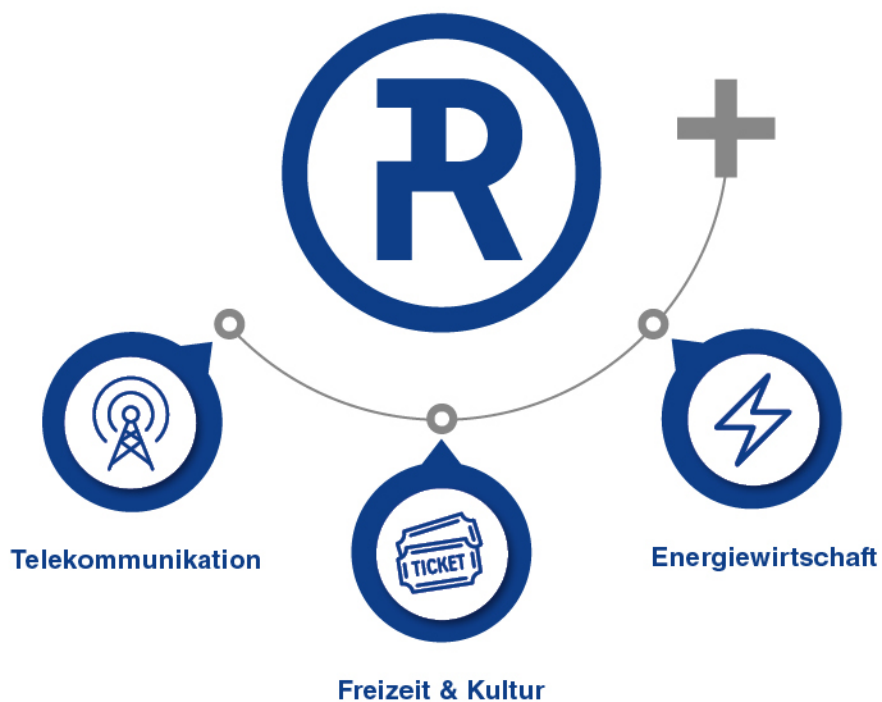 R
Telekommunikation
TICKET
Energiewirtschaft
Freizeit & Kultur